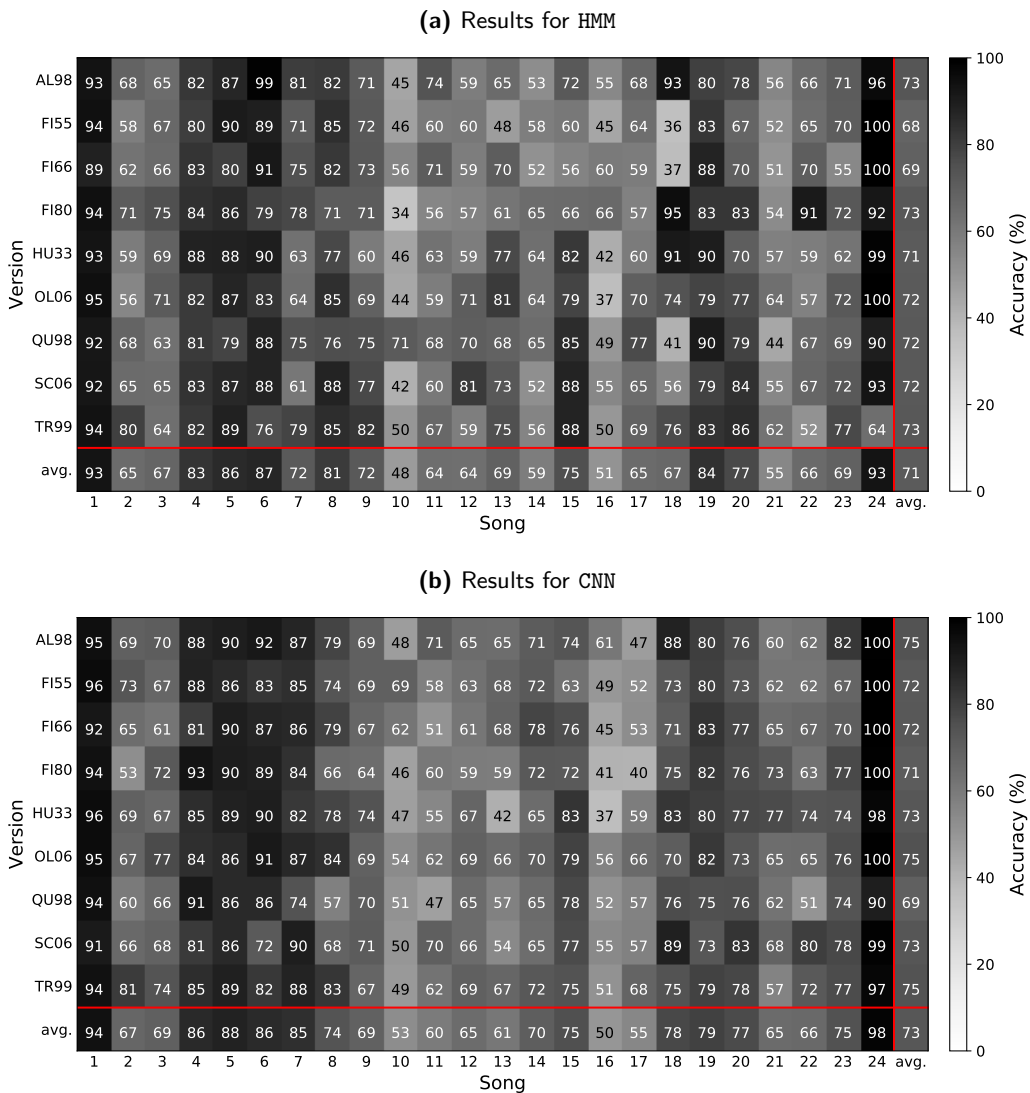 (a) Results for HMM
AL98 93 68 65 82 87 99 81 82 71 45 74 59 65 53 72 55 68 93 80 78 56 66 71 96 73
FI55 94 58 67 80 90 89 71 85 72 46 60 60 48 58 60 45 64 36 83 67 52 65 70 100 68
FI66 89 62 66 83 80 91 75 82 73 56 71 59 70 52 56 60 59 37 88 70 51 70 55 100 69
FI80 94 71 75 84 86 79 78 71 71 34 56 57 61 65 66 66 57 95 83 83 54 91 72 92 73
HU33 93 59 69 88 88 90 63 77 60 46 63 59 77 64 82 42 60 91 90 70 57 59 62 99 71
OL06 95 56 71 82 87 83 64 85 69 44 59 71 81 64 79 37 70 74 79 77 64 57 72 100 72
QU98 92 68 63 81 79 88 75 76 75 71 68 70 68 65 85 49 77 41 90 79 44 67 69 90 72
SC06 92 65 65 83 87 88 61 88 77 42 60 81 73 52 88 55 65 56 79 84 55 67 72 93 72
TR99 94 80 64 82 89 76 79 85 82 50 67 59 75 56 88 50 69 76 83 86 62 52 77 64 73
avg. 93 65 67 83 86 87 72 81 72 48 64 64 69 59 75 51 65 67 84 77 55 66 69 93 71
1 2 3 4 5 6 7 8 9 10 11 12 13 14 15 16 17 18 19 20 21 22 23 24 avg.
Song
Version
100
80
60
40
20
0
Accuracy (%)
(b) Results for CNN
AL98 95 69 70 88 90 92 87 79 69 48 71 65 65 71 74 61 47 88 80 76 60 62 82 100 75
FI55 96 73 67 88 86 83 85 74 69 69 58 63 68 72 63 49 52 73 80 73 62 62 67 100 72
FI66 92 65 61 81 90 87 86 79 67 62 51 61 68 78 76 45 53 71 83 77 65 67 70 100 72
FI80 94 53 72 93 90 89 84 66 64 46 60 59 59 72 72 41 40 75 82 76 73 63 77 100 71
HU33 96 69 67 85 89 90 82 78 74 47 55 67 42 65 83 37 59 83 80 77 77 74 74 98 73
OL06 95 67 77 84 86 91 87 84 69 54 62 69 66 70 79 56 66 70 82 73 65 65 76 100 75
QU98 94 60 66 91 86 86 74 57 70 51 47 65 57 65 78 52 57 76 75 76 62 51 74 90 69
SC06 91 66 68 81 86 72 90 68 71 50 70 66 54 65 77 55 57 89 73 83 68 80 78 99 73
TR99 94 81 74 85 89 82 88 83 67 49 62 69 67 72 75 51 68 75 79 78 57 72 77 97 75
avg. 94 67 69 86 88 86 85 74 69 53 60 65 61 70 75 50 55 78 79 77 65 66 75 98 73
1 2 3 4 5 6 7 8 9 10 11 12 13 14 15 16 17 18 19 20 21 22 23 24 avg.
Song
Version
100
80
60
40
20
0
Accuracy (%)